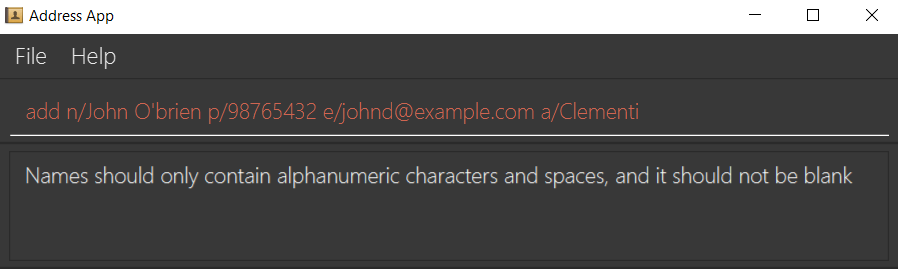 Address App
File Help
add n/John O'brien p/98765432 e/johnd@example.com a/Clementi
Names should only contain alphanumeric characters and spaces, and it should not be blank